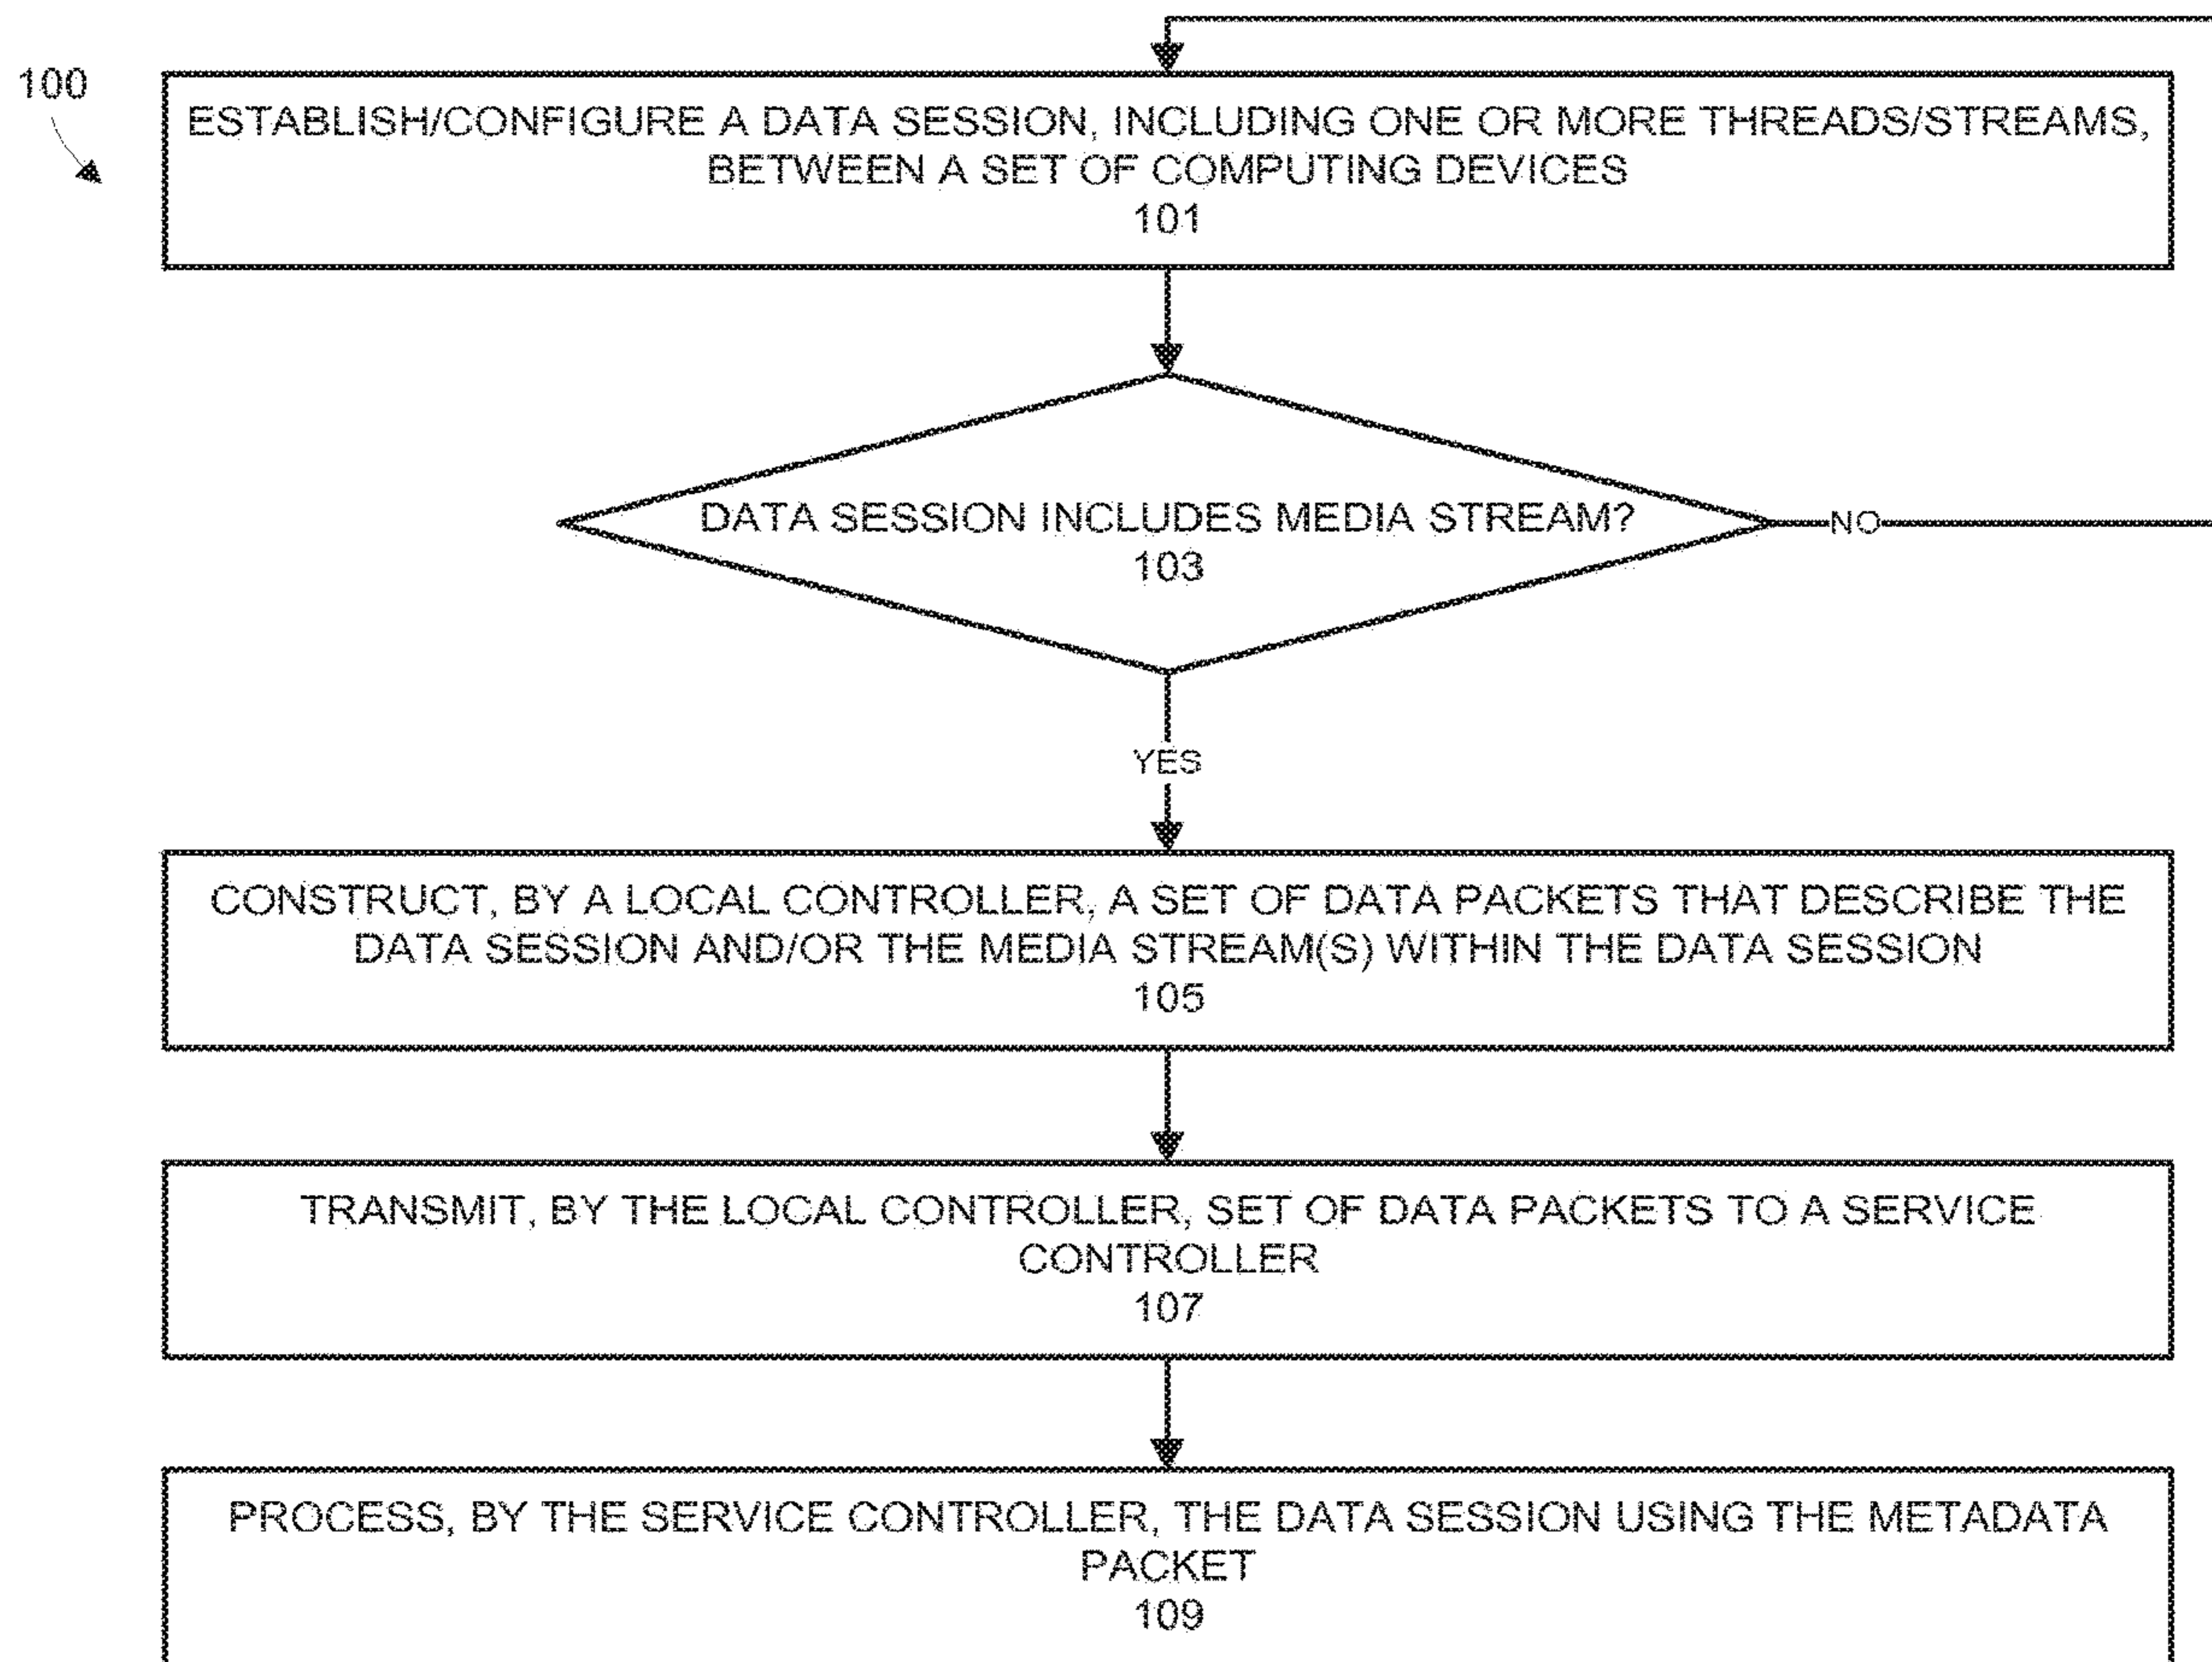 100
ESTABLISH/CONFIGURE A DATA SESSION, INCLUDING ONE OR MORE THREADS/STREAMS,
BETWEEN A SET OF COMPUTING DEVICES
101
DATA SESSION INCLUDES MEDIA STREAM?
103
NO
YES
CONSTRUCT, BY A LOCAL CONTROLLER, A SET OF DATA PACKETS THAT DESCRIBE THE
DATA SESSION AND/OR THE MEDIA STREAM(S) WITHIN THE DATA SESSION
105
TRANSMIT, BY THE LOCAL CONTROLLER, SET OF DATA PACKETS TO A SERVICE
CONTROLLER
107
PROCESS, BY THE SERVICE CONTROLLER, THE DATA SESSION USING THE METADATA
PACKET
109